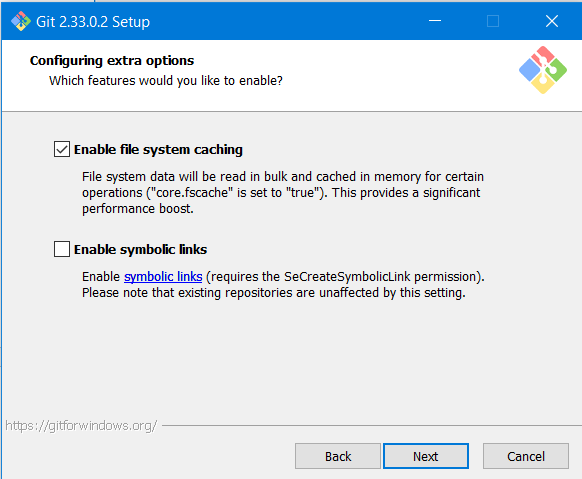 Git 2.33.0.2 Setup
Configuring extra options
Which features would you like to enable?
Enable file system caching
File system data will be read in bulk and cached in memory for certain
operations ("core.fscache" is set to "true"). This provides a significant
performance boost.
Enable symbolic links
Enable symbolic links (requires the SeCreateSymbolicLink permission).
Please note that existing repositories are unaffected by this setting.
https://gitforwindows.org/
Back Next Cancel